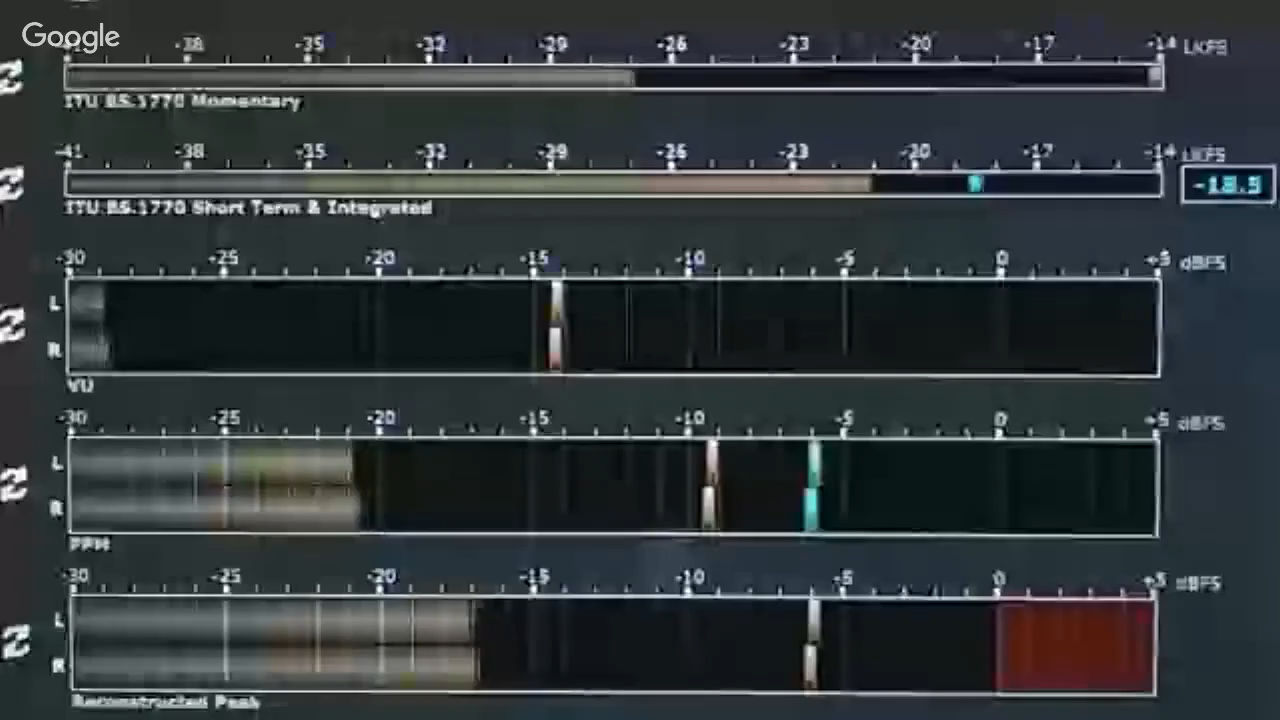 Google
-41 -38 -35 -32 -29 -26 -23 -20 -17 -14 LKFS
ITU BS.1770 Momentary
-41 -38 -35 -32 -29 -26 -23 -20 -17 -14 LKFS
-18.5
ITU BS.1770 Short Term & Integrated
-30 -25 -20 -15 -10 -5 0 +5 dBFS
L
R
VU
-30 -25 -20 -15 -10 -5 0 +5 dBFS
L
R
PPM
-30 -25 -20 -15 -10 -5 0 +5 dBFS
L
R
Reconstructed Peak